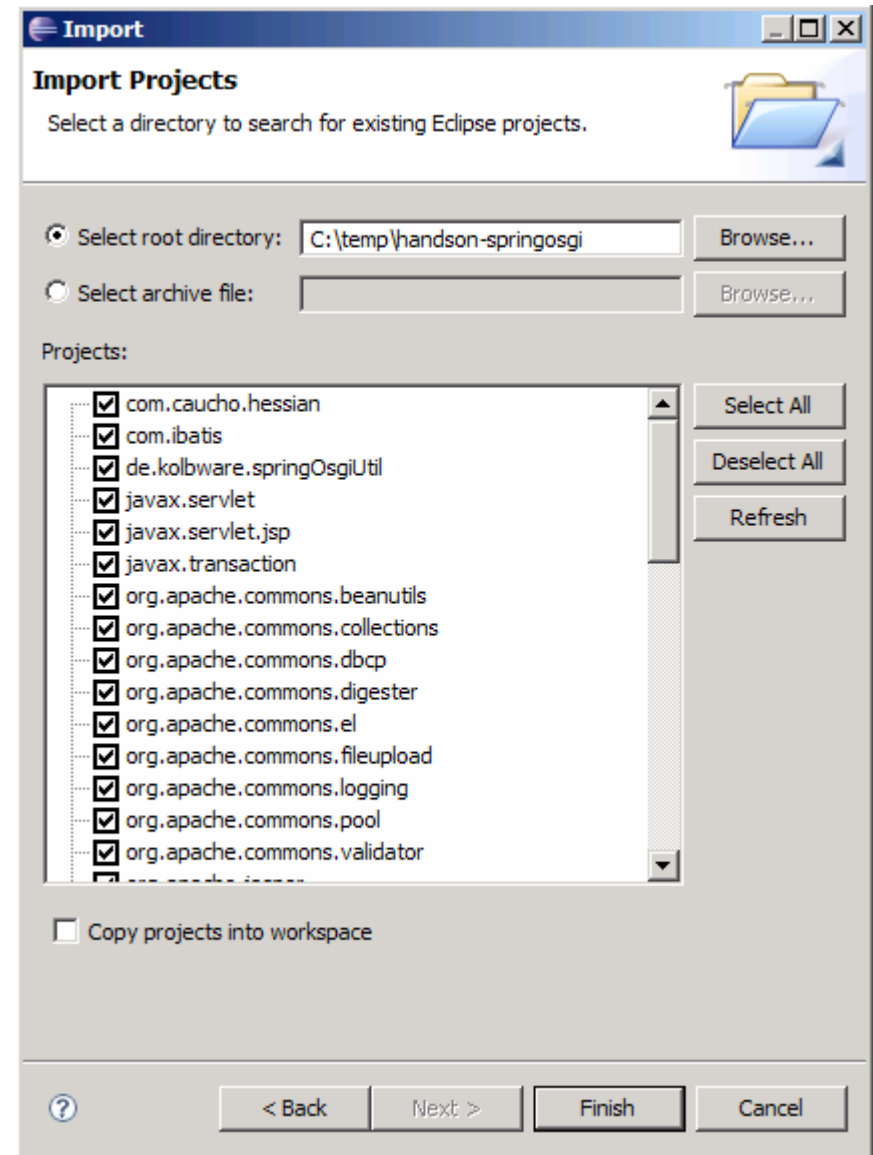 Import
Import Projects
Select a directory to search for existing Eclipse projects.
Select root directory: C:\temp\handson-springosgi Browse...
Select archive file: Browse...
Projects:
com.caucho.hessian
com.ibatis
de.kolbware.springOsgiUtil
javax.servlet
javax.servlet.jsp
javax.transaction
org.apache.commons.beanutils
org.apache.commons.collections
org.apache.commons.dbcp
org.apache.commons.digester
org.apache.commons.el
org.apache.commons.fileupload
org.apache.commons.logging
org.apache.commons.pool
org.apache.commons.validator
Select All
Deselect All
Refresh
Copy projects into workspace
< Back Next > Finish Cancel